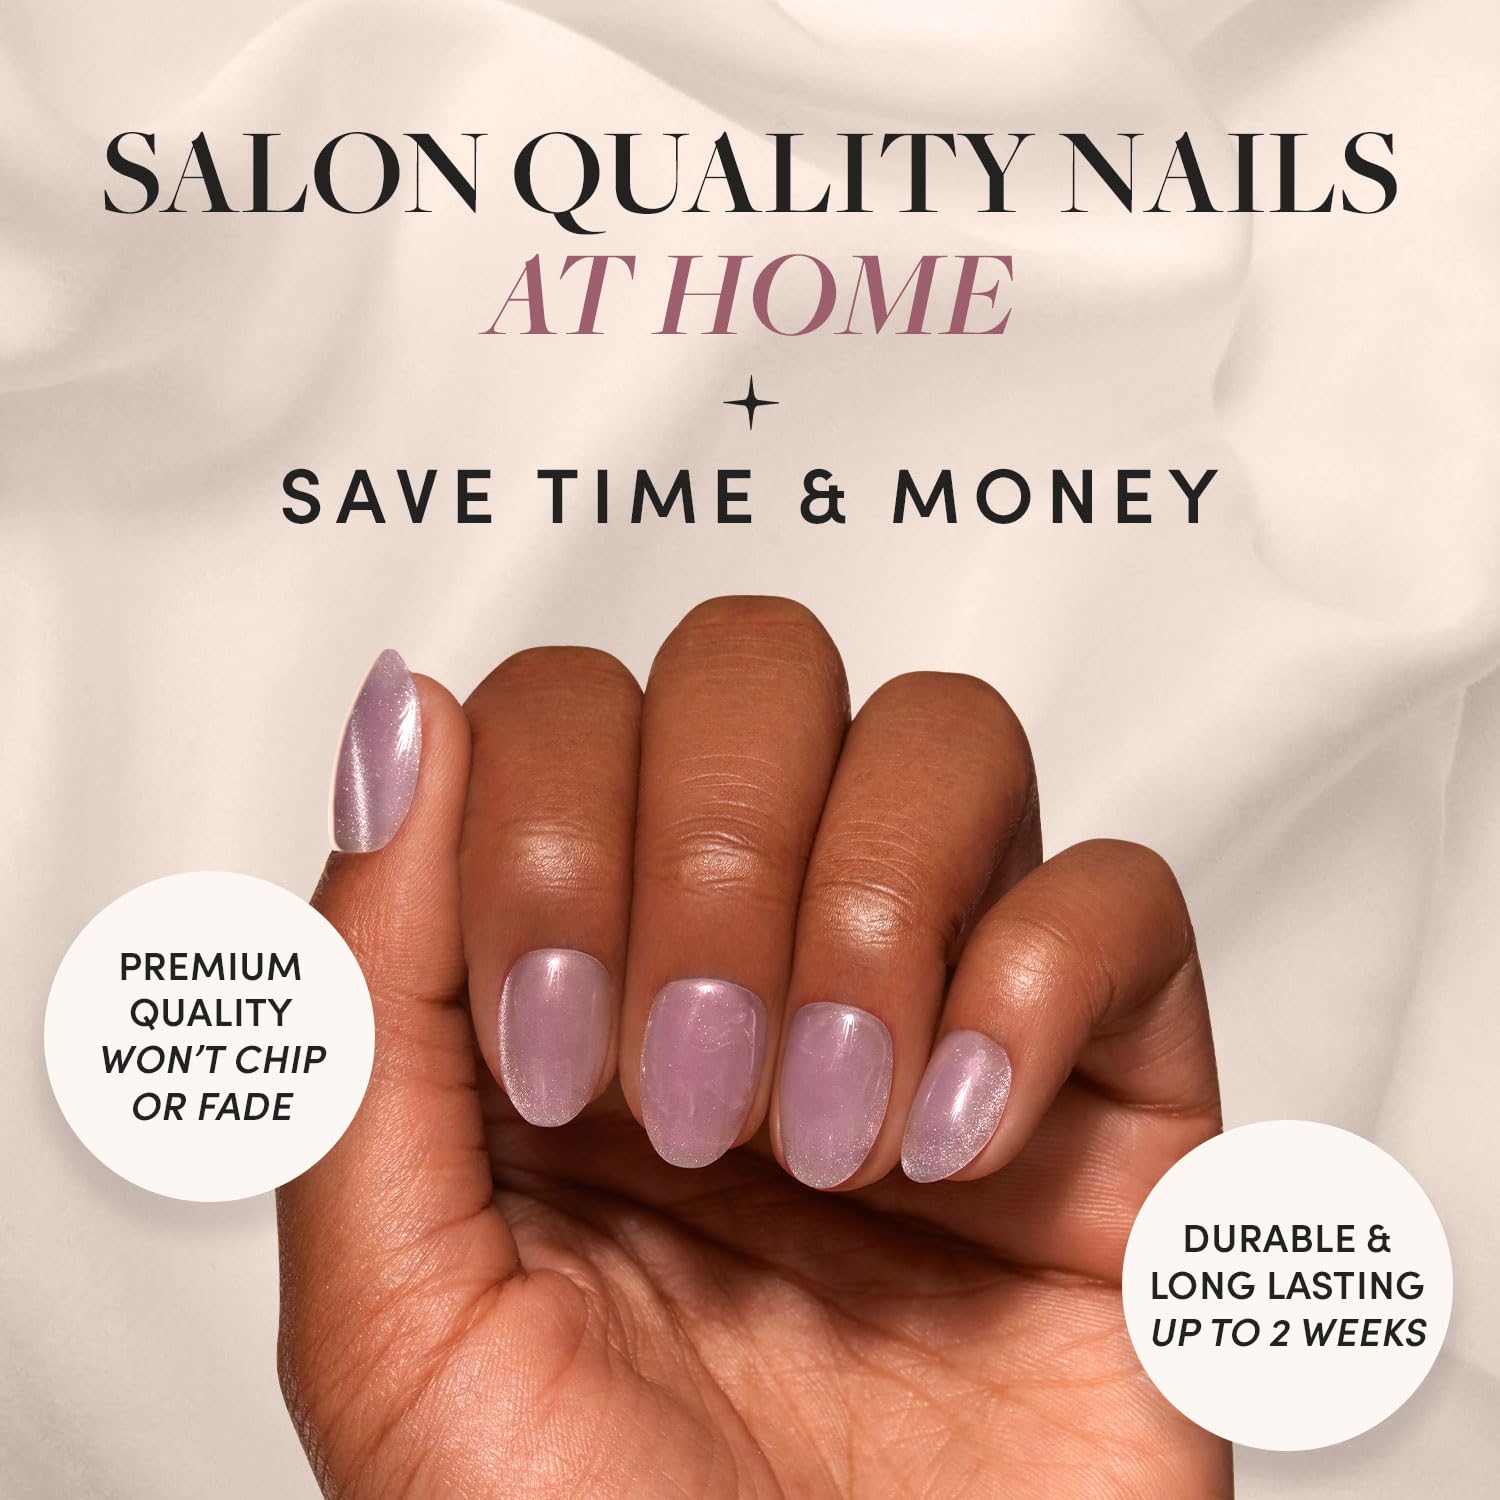 SALON QUALITY NAILS
AT HOME
SAVE TIME & MONEY
PREMIUM
QUALITY
WON'T CHIP
OR FADE
DURABLE &
LONG LASTING
UP TO 2 WEEKS